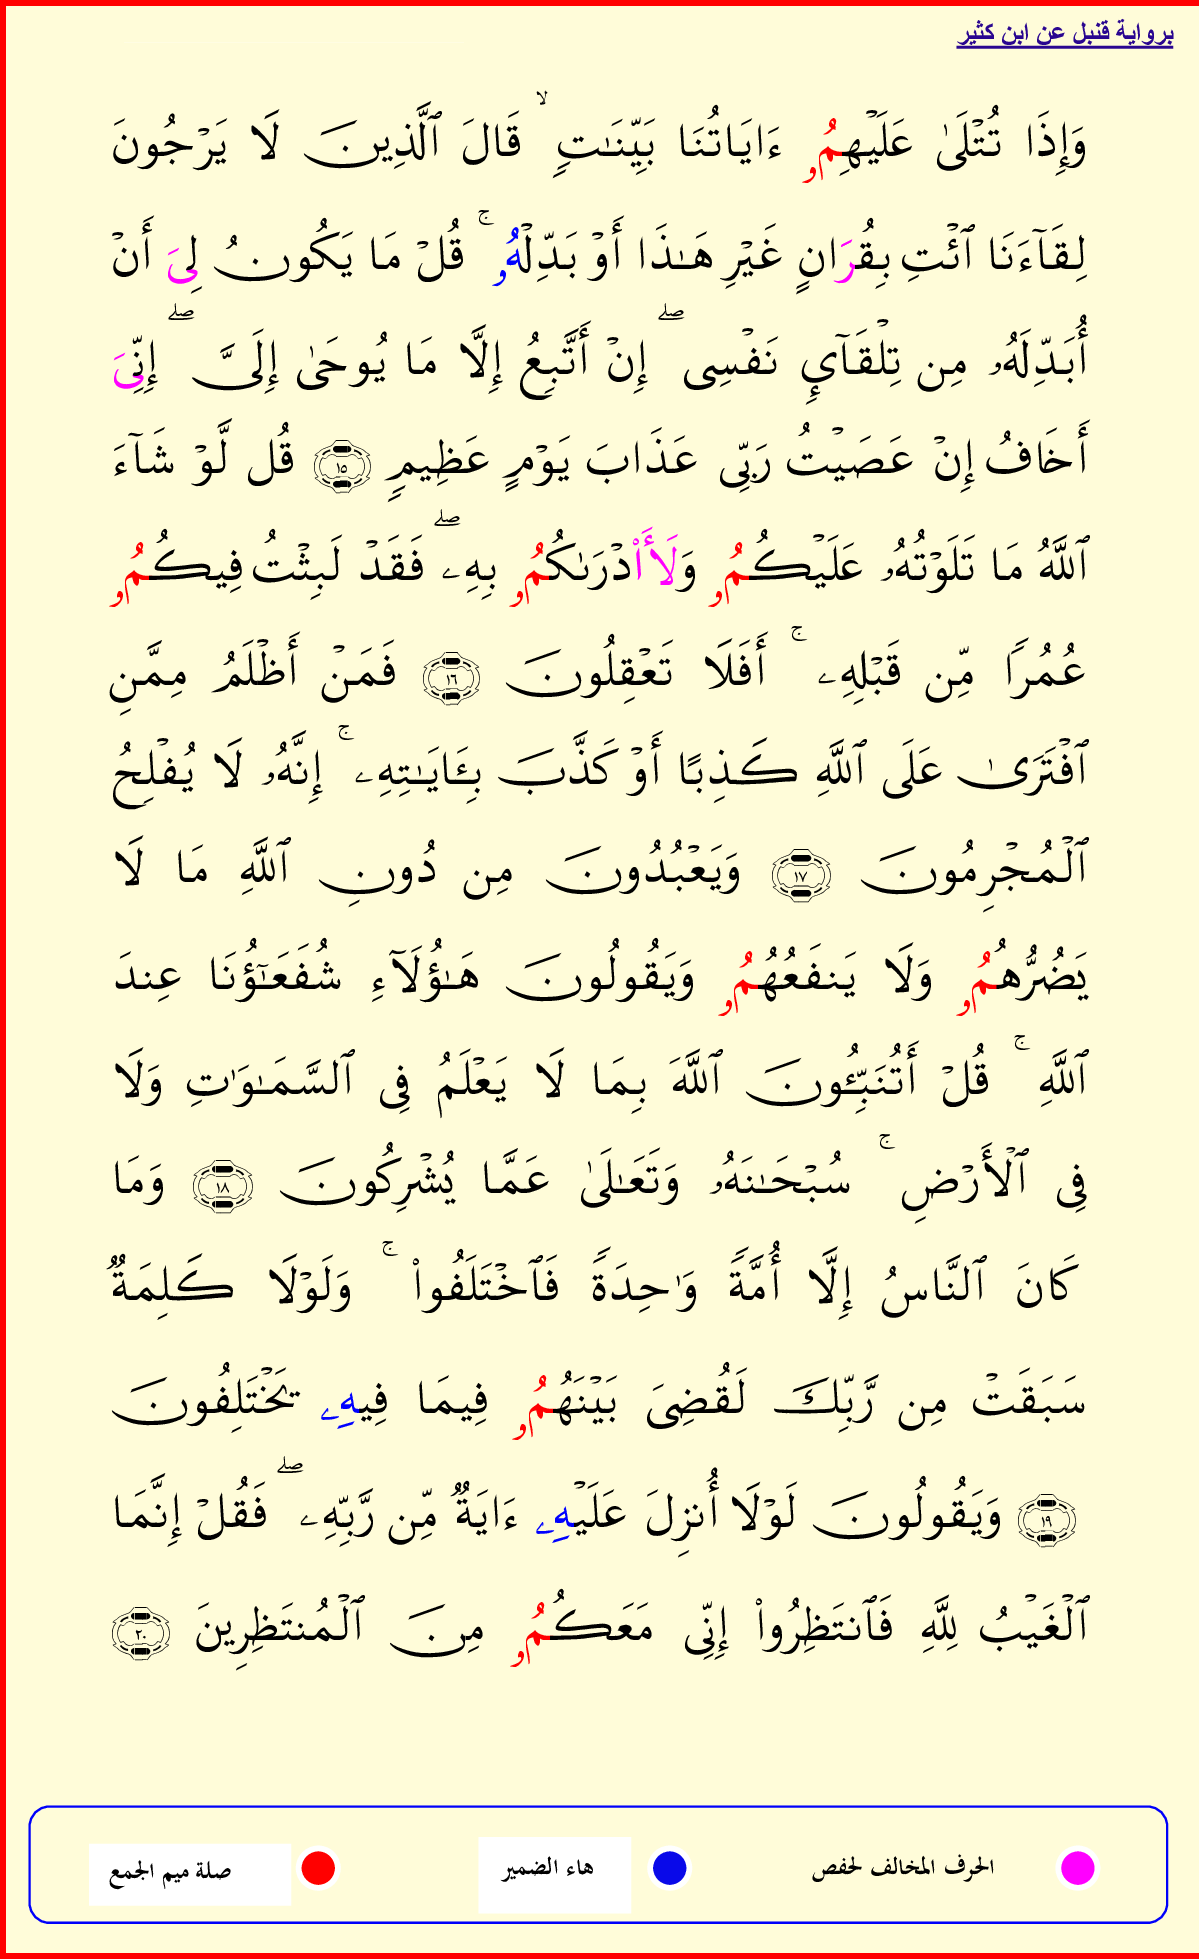 برواية قنبل عن ابن كثير
وَإِذَا تُتۡلَىٰ عَلَيۡهِمُۥ ءَايَاتُنَا بَيِّنَٰتٖ ۙ قَالَ ٱلَّذِينَ لَا يَرۡجُونَ
لِقَآءَنَا ٱئۡتِ بِقُرَانٍ غَيۡرِ هَٰذَا أَوۡ بَدِّلۡهُۥ ۚ قُلۡ مَا يَكُونُ لِيَ أَنۡ
أُبَدِّلَهُۥ مِن تِلۡقَآيِٕ نَفۡسِي ۖ إِنۡ أَتَّبِعُ إِلَّا مَا يُوحَىٰ إِلَيَّ ۖ إِنِّيَ
أَخَافُ إِنۡ عَصَيۡتُ رَبِّي عَذَابَ يَوۡمٍ عَظِيمٖ ١٥ قُل لَّوۡ شَآءَ
ٱللَّهُ مَا تَلَوۡتُهُۥ عَلَيۡكُمُۥ وَلَأَاْدۡرَىٰكُمُۥ بِهِۦ ۖ فَقَدۡ لَبِثۡتُ فِيكُمُۥ
عُمُرٗا مِّن قَبۡلِهِۦ ۚ أَفَلَا تَعۡقِلُونَ ١٦ فَمَنۡ أَظۡلَمُ مِمَّنِ
ٱفۡتَرَىٰ عَلَى ٱللَّهِ كَذِبًا أَوۡ كَذَّبَ بِـَٔايَٰتِهِۦ ۚ إِنَّهُۥ لَا يُفۡلِحُ
ٱلۡمُجۡرِمُونَ ١٧ وَيَعۡبُدُونَ مِن دُونِ ٱللَّهِ مَا لَا
يَضُرُّهُمُۥ وَلَا يَنفَعُهُمُۥ وَيَقُولُونَ هَٰٓؤُلَآءِ شُفَعَٰٓؤُنَا عِندَ
ٱللَّهِ ۚ قُلۡ أَتُنَبِّـُٔونَ ٱللَّهَ بِمَا لَا يَعۡلَمُ فِي ٱلسَّمَٰوَٰتِ وَلَا
فِي ٱلۡأَرۡضِ ۚ سُبۡحَٰنَهُۥ وَتَعَٰلَىٰ عَمَّا يُشۡرِكُونَ ١٨ وَمَا
كَانَ ٱلنَّاسُ إِلَّا أُمَّةٗ وَٰحِدَةٗ فَٱخۡتَلَفُواْ ۚ وَلَوۡلَا كَلِمَةٞ
سَبَقَتۡ مِن رَّبِّكَ لَقُضِيَ بَيۡنَهُمُۥ فِيمَا فِيهِۦ يَخۡتَلِفُونَ
١٩ وَيَقُولُونَ لَوۡلَا أُنزِلَ عَلَيۡهِۦ ءَايَةٞ مِّن رَّبِّهِۦ ۖ فَقُلۡ إِنَّمَا
ٱلۡغَيۡبُ لِلَّهِ فَٱنتَظِرُواْ إِنِّي مَعَكُمُۥ مِنَ ٱلۡمُنتَظِرِينَ ٢٠
الحرف المخالف لحفص هاء الضمير صلة ميم الجمع